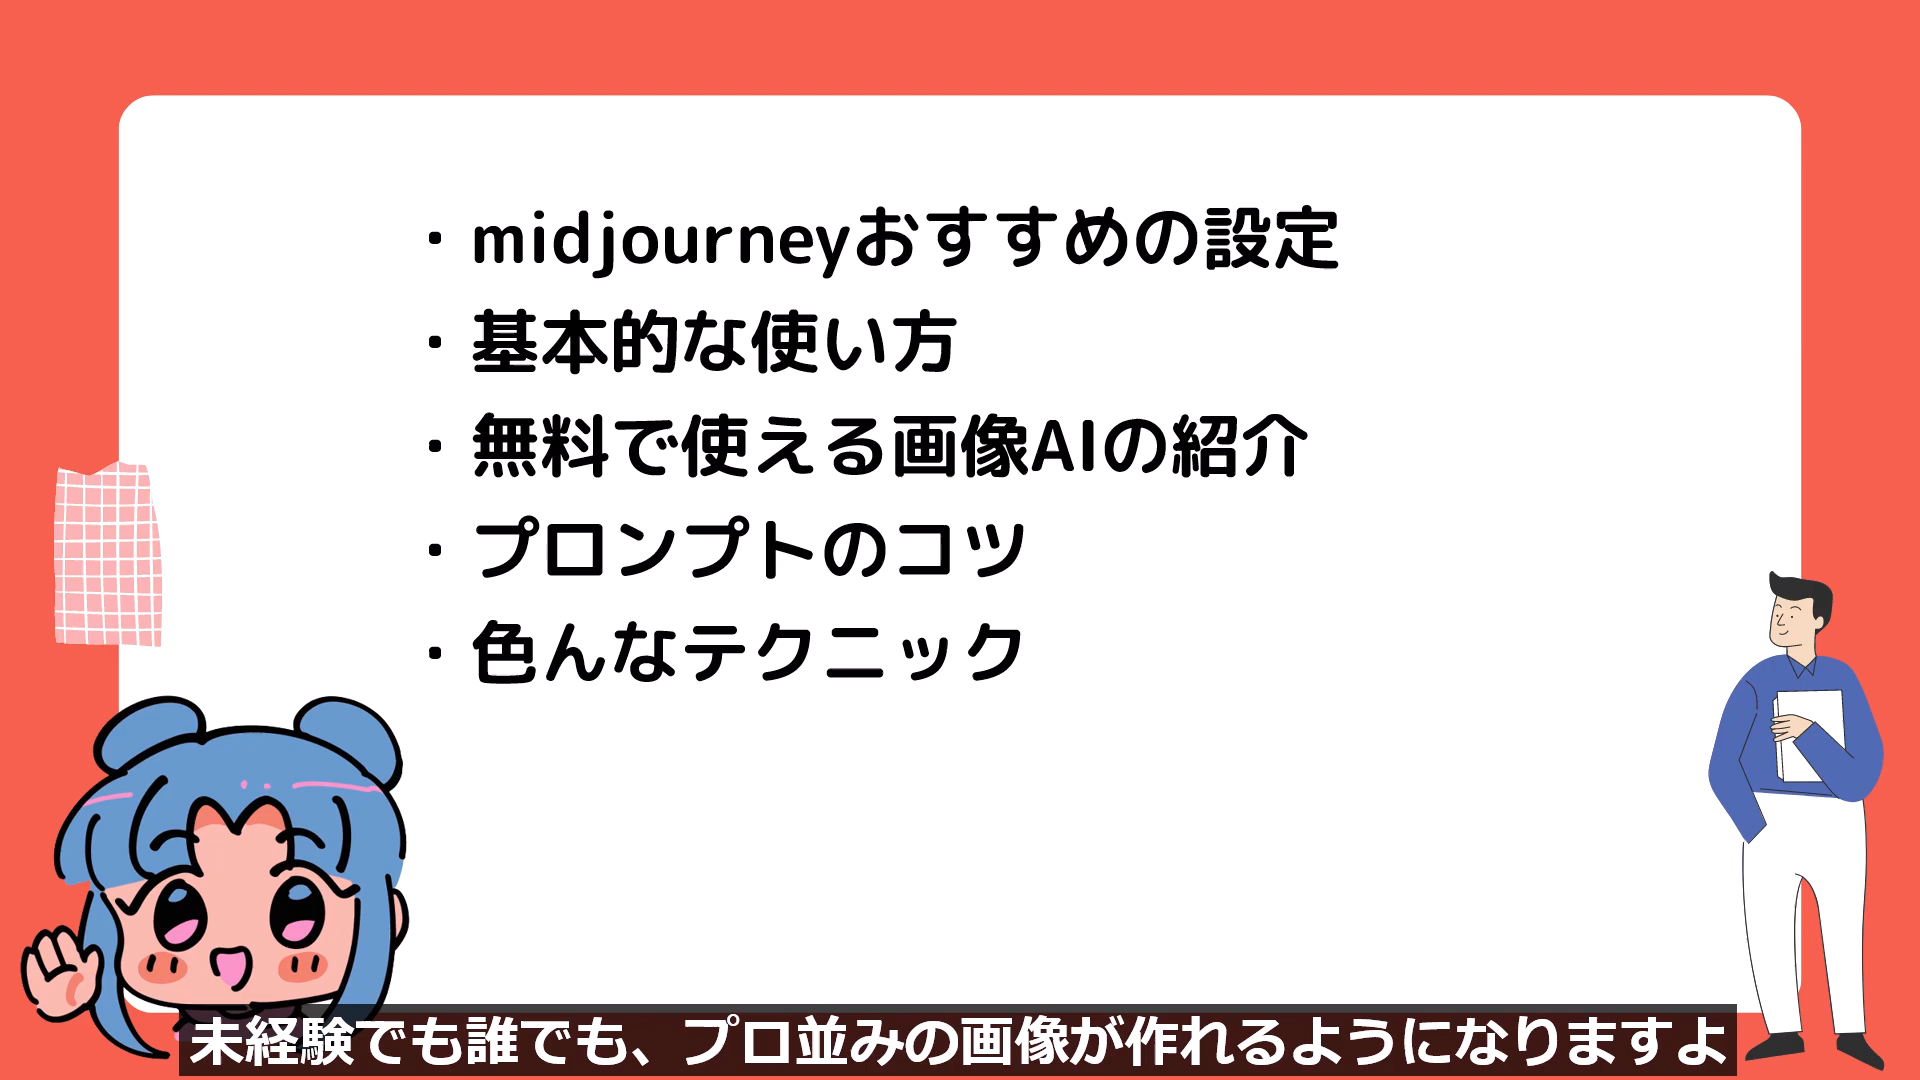 ・midjourneyおすすめの設定
・基本的な使い方
・無料で使える画像AIの紹介
・プロンプトのコツ
・色んなテクニック
未経験でも誰でも、プロ並みの画像が作れるようになりますよ